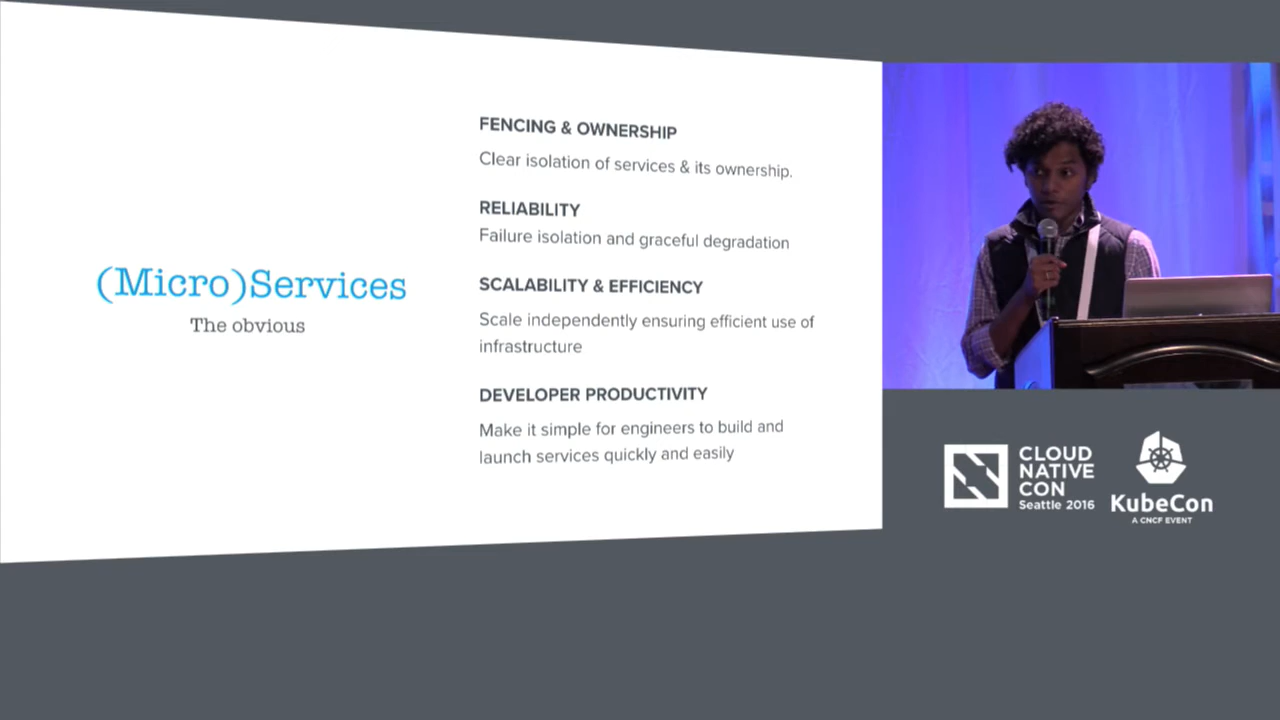 (Micro)Services
The obvious
FENCING & OWNERSHIP
Clear isolation of services & its ownership.
RELIABILITY
Failure isolation and graceful degradation
SCALABILITY & EFFICIENCY
Scale independently ensuring efficient use of
infrastructure
DEVELOPER PRODUCTIVITY
Make it simple for engineers to build and
launch services quickly and easily
CLOUD
NATIVE
CON
Seattle 2016
KubeCon
A CNCF EVENT